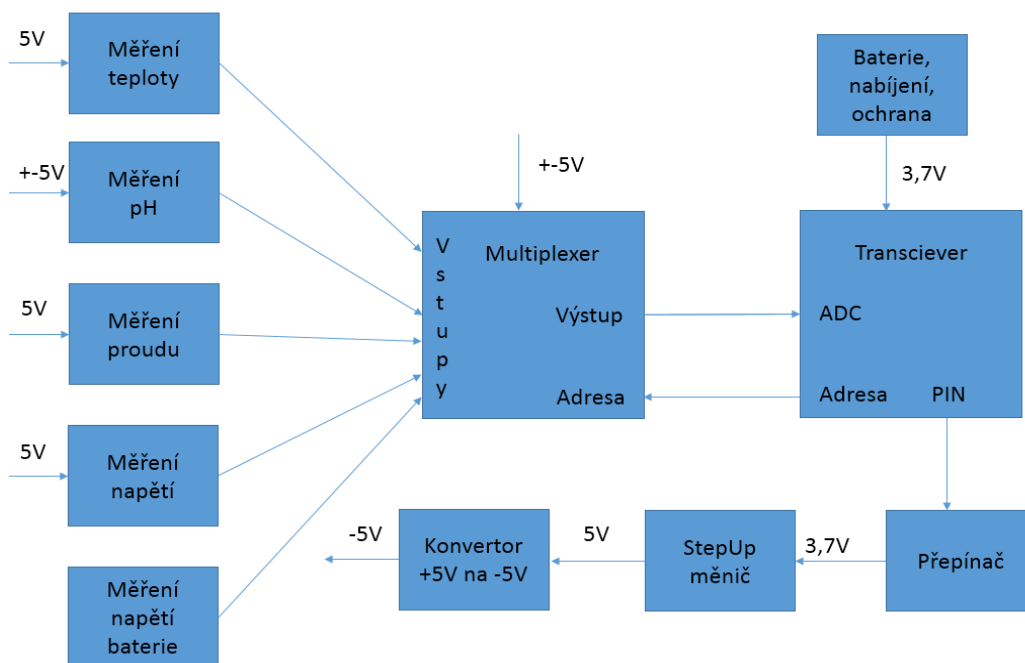 5V
Měření
teploty
+-5V
Měření
pH
5V
Měření
proudu
5V
Měření
napětí
Měření
napětí
baterie
+-5V
Vstupy
Multiplexer
Výstup
Adresa
Baterie,
nabíjení,
ochrana
3,7V
Transciever
ADC
Adresa PIN
-5V
Konvertor
+5V na -5V
5V
StepUp
měnič
3,7V
Přepínač